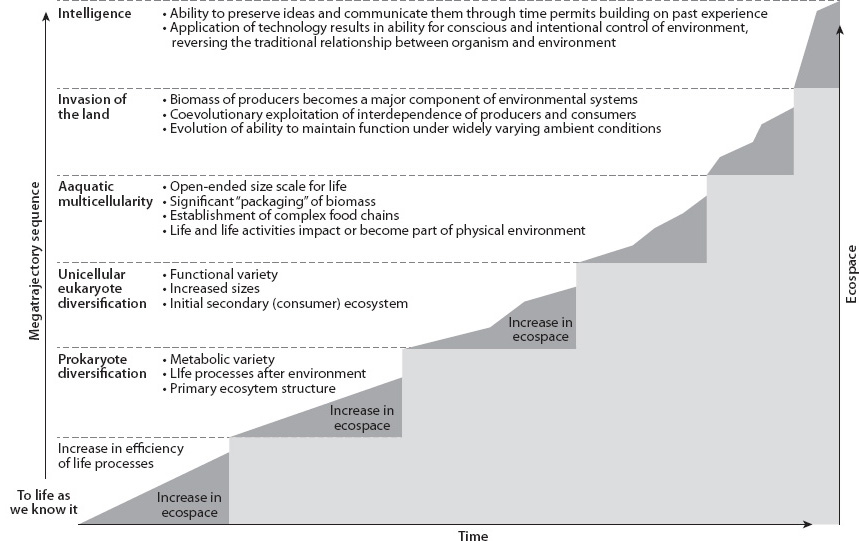 Intelligence
• Ability to preserve ideas and communicate them through time permits building on past experience
• Application of technology results in ability for conscious and intentional control of environment,
reversing the traditional relationship between organism and environment
Invasion of
the land
• Biomass of producers becomes a major component of environmental systems
• Coevolutionary exploitation of interdependence of producers and consumers
• Evolution of ability to maintain function under widely varying ambient conditions
Aaquatic
multicellularity
• Open-ended size scale for life
• Significant "packaging" of biomass
• Establishment of complex food chains
• Life and life activities impact or become part of physical environment
Unicellular
eukaryote
diversification
• Functional variety
• Increased sizes
• Initial secondary (consumer) ecosystem
Increase in
ecospace
Prokaryote
diversification
• Metabolic variety
• LIfe processes after environment
• Primary ecosytem structure
Increase in
ecospace
Increase in efficiency
of life processes
Increase in
ecospace
To life as
we know it
Megatrajectory sequence
Ecospace
Time